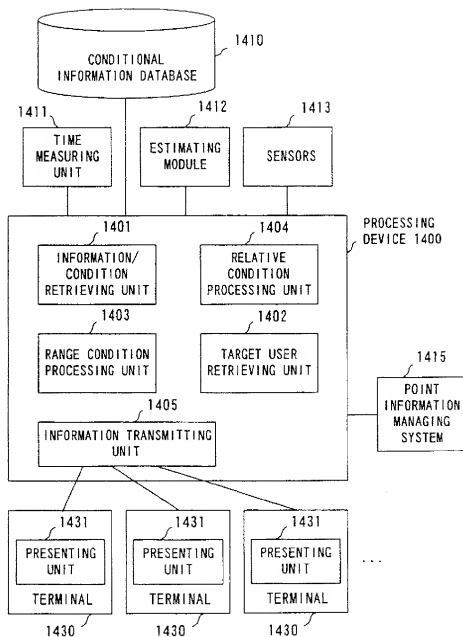 1410
CONDITIONAL
INFORMATION DATABASE
1411
1412
1413
TIME
MEASURING
UNIT
ESTIMATING
MODULE
SENSORS
PROCESSING
DEVICE 1400
1401
1404
INFORMATION/
CONDITION
RETRIEVING UNIT
RELATIVE
CONDITION
PROCESSING UNIT
1403
1402
RANGE CONDITION
PROCESSING UNIT
TARGET USER
RETRIEVING UNIT
1415
POINT
INFORMATION
MANAGING
SYSTEM
1405
INFORMATION TRANSMITTING
UNIT
1431
1431
1431
PRESENTING
UNIT
PRESENTING
UNIT
PRESENTING
UNIT
...
TERMINAL
TERMINAL
TERMINAL
1430
1430
1430